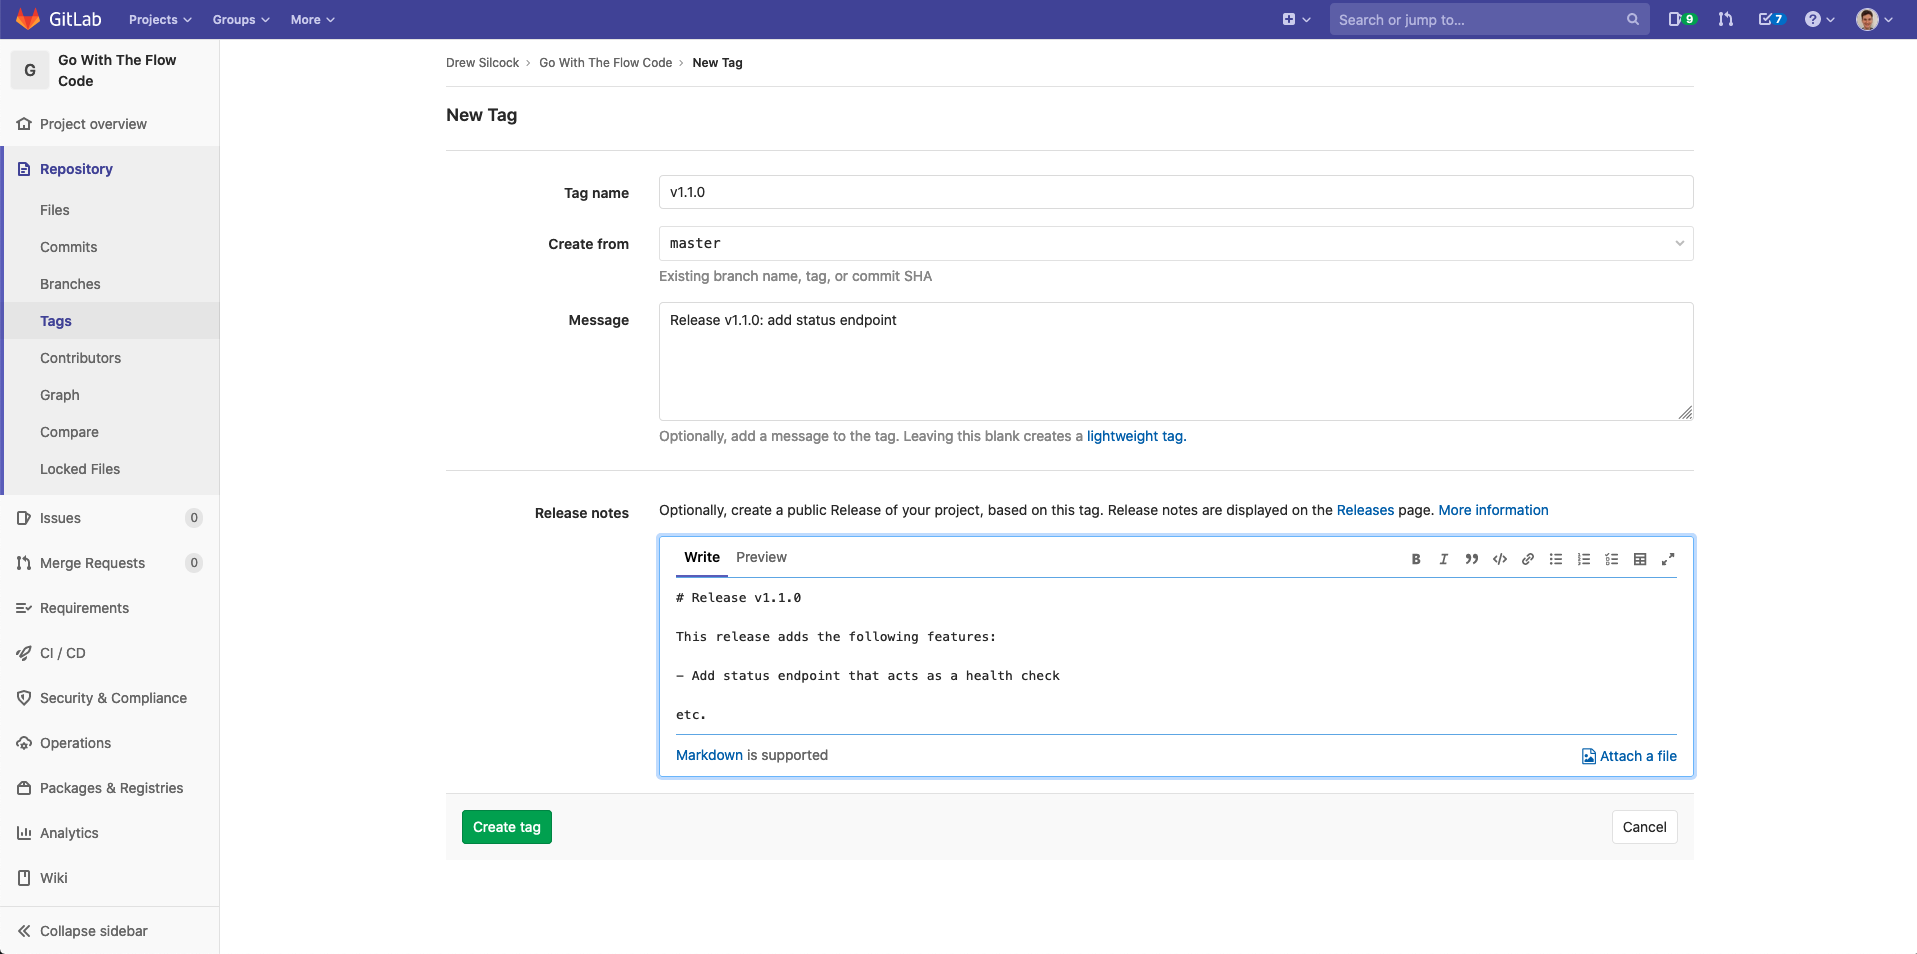 GitLab Projects Groups More Search or jump to... 9 7
G Go With The Flow
Code
Project overview
Repository
Files
Commits
Branches
Tags
Contributors
Graph
Compare
Locked Files
Issues 0
Merge Requests 0
Requirements
CI / CD
Security & Compliance
Operations
Packages & Registries
Analytics
Wiki
Collapse sidebar
Drew Silcock › Go With The Flow Code › New Tag
New Tag
Tag name v1.1.0
Create from master
Existing branch name, tag, or commit SHA
Message Release v1.1.0: add status endpoint
Optionally, add a message to the tag. Leaving this blank creates a lightweight tag.
Release notes Optionally, create a public Release of your project, based on this tag. Release notes are displayed on the Releases page. More information
Write Preview
# Release v1.1.0
This release adds the following features:
- Add status endpoint that acts as a health check
etc.
Markdown is supported Attach a file
Create tag Cancel